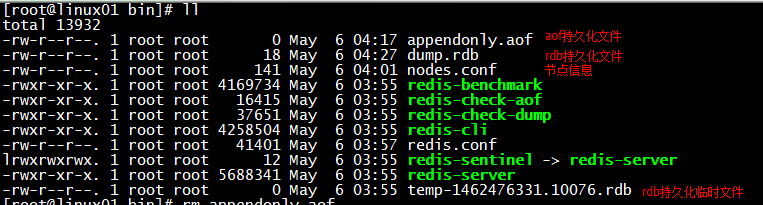 [root@linux01 bin]# ll
total 13932
-rw-r--r--. 1 root root       0 May  6 04:17 appendonly.aof aof持久化文件
-rw-r--r--. 1 root root      18 May  6 04:27 dump.rdb rdb持久化文件
-rw-r--r--. 1 root root     141 May  6 04:01 nodes.conf 节点信息
-rwxr-xr-x. 1 root root 4169734 May  6 03:55 redis-benchmark
-rwxr-xr-x. 1 root root   16415 May  6 03:55 redis-check-aof
-rwxr-xr-x. 1 root root   37651 May  6 03:55 redis-check-dump
-rwxr-xr-x. 1 root root 4258504 May  6 03:55 redis-cli
-rw-r--r--. 1 root root   41401 May  6 03:57 redis.conf
lrwxrwxrwx. 1 root root      12 May  6 03:55 redis-sentinel -> redis-server
-rwxr-xr-x. 1 root root 5688341 May  6 03:55 redis-server
-rw-r--r--. 1 root root       0 May  6 03:55 temp-1462476331.10076.rdb rdb持久化临时文件
[root@linux01 bin]# rm appendonly.aof